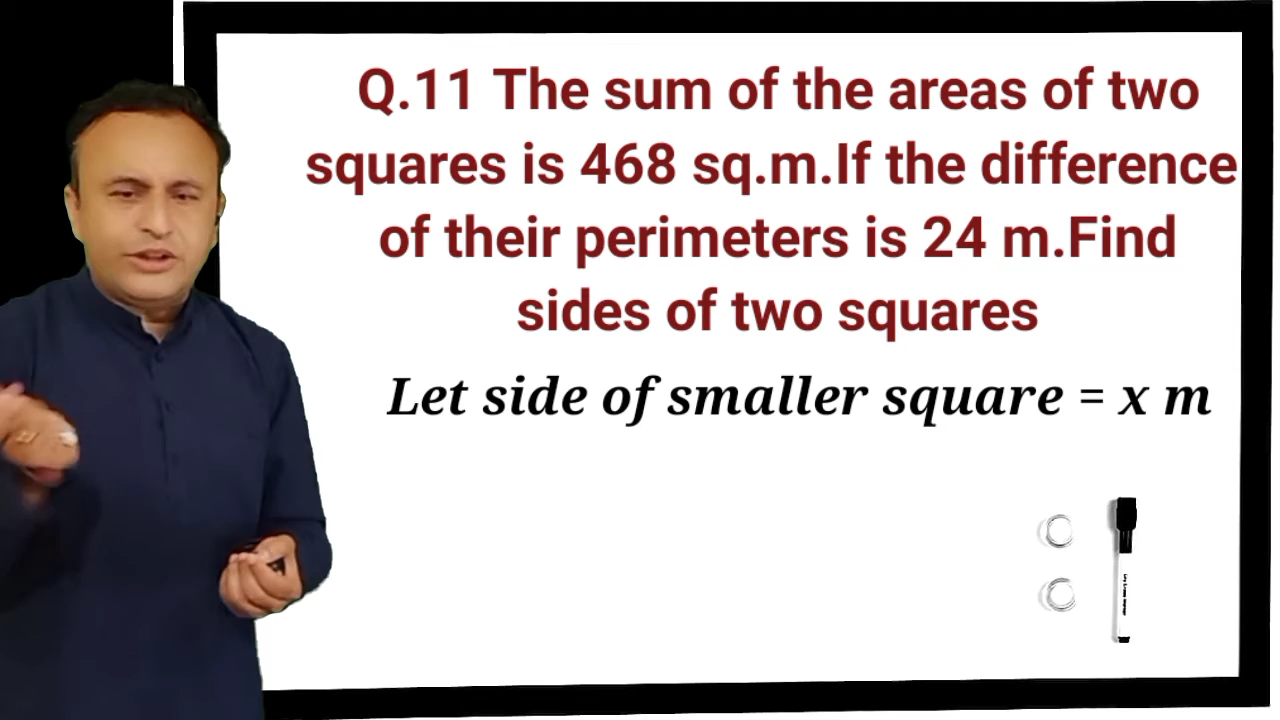 Q.11 The sum of the areas of two
squares is 468 sq.m.If the difference
of their perimeters is 24 m.Find
sides of two squares
Let side of smaller square = x m